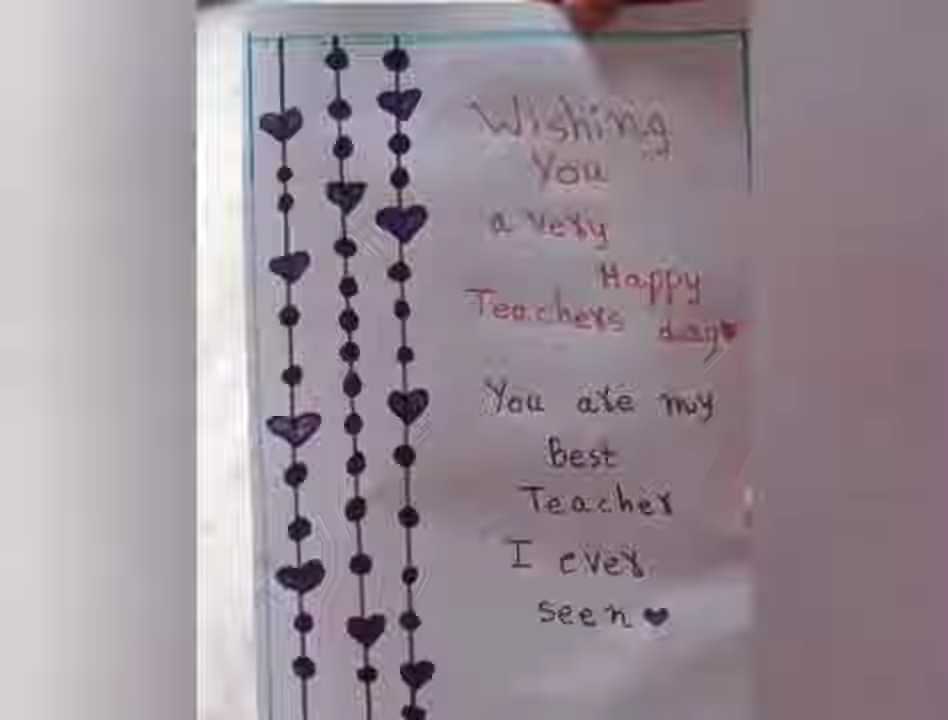 Wishing
You
a very
Happy
Teachers day
You are my
best
Teacher
I ever
seen